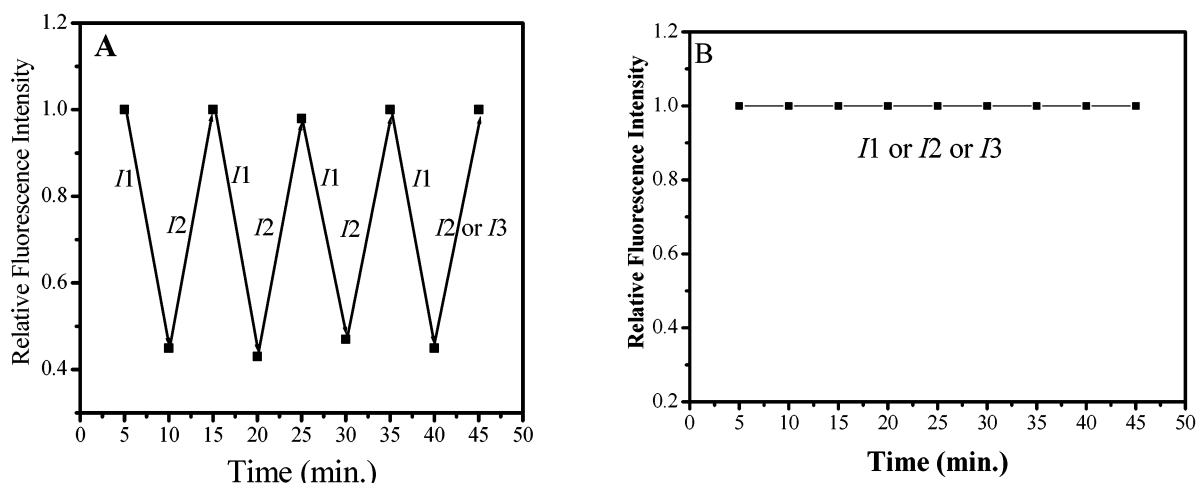 A
Relative Fluorescence Intensity
1.2
1.0
0.8
0.6
0.4
I1
I2
I1
I2
I1
I2
I1
I2 or I3
0 5 10 15 20 25 30 35 40 45 50
Time (min.)
B
Relative Fluorescence Intensity
1.2
1.0
0.8
0.6
0.4
0.2
I1 or I2 or I3
0 5 10 15 20 25 30 35 40 45 50
Time (min.)